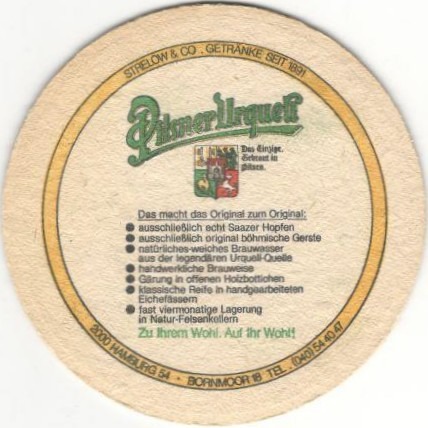 STRELOW & CO. GETRÄNKE SEIT 1891
Pilsner Urquell
Das Einzige.
Gebraut in
Pilsen.
Das macht das Original zum Original:
● ausschließlich echt Saazer Hopfen
● ausschließlich original böhmische Gerste
● natürliches-weiches Brauwasser
aus der legendären Urquell-Quelle
● handwerkliche Brauweise
● Gärung in offenen Holzbottichen
● klassische Reife in handgearbeiteten
Eichefässern
● fast viermonatige Lagerung
in Natur-Felsenkellern
Zu Ihrem Wohl. Auf Ihr Wohl!
2000 HAMBURG 54 • BORNMOOR 18 TEL. (040) 54 40 47